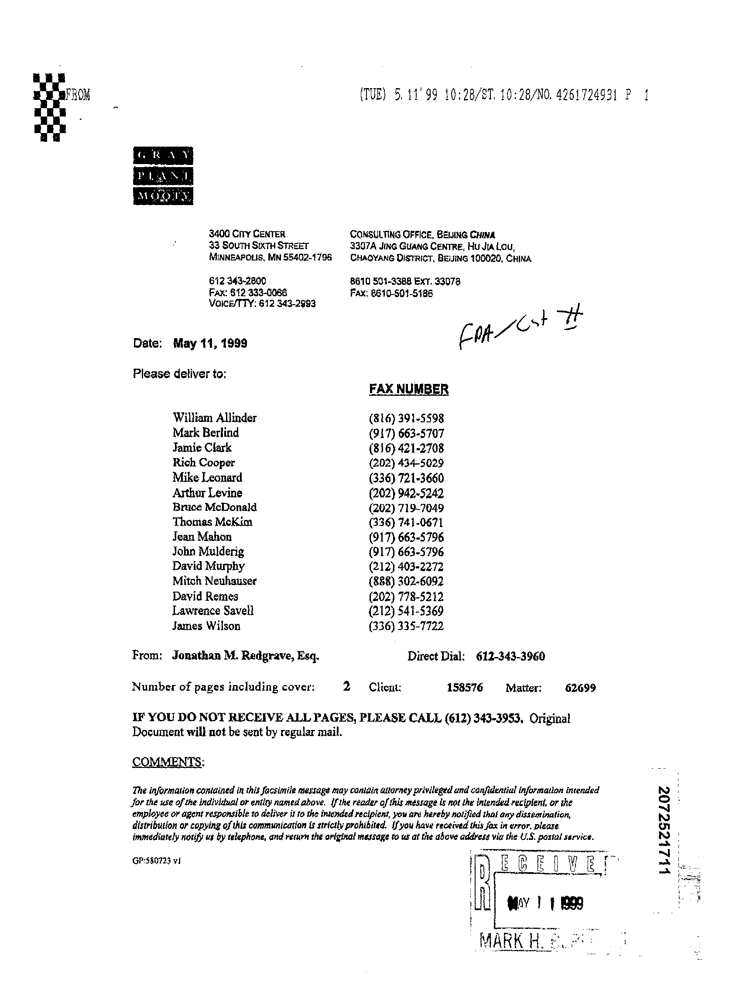 FROM (TUE) 5. 11' 99 10:28/ST. 10:28/NO. 4261724931 P 1
GRAY
PLANT
MOOTY
3400 CITY CENTER CONSULTING OFFICE, BEIJING CHINA
33 SOUTH SIXTH STREET 3307A JING GUANG CENTRE, HU JIA LOU,
MINNEAPOLIS, MN 55402-1796 CHAOYANG DISTRICT, BEIJING 100020, CHINA
612 343-2800 8610 501-3388 EXT. 33078
FAX: 612 333-0066 FAX: 8610-501-5186
VOICE/TTY: 612 343-2993
FDA/Cst #
Date: May 11, 1999
Please deliver to:
FAX NUMBER
William Allinder (816) 391-5598
Mark Berlind (917) 663-5707
Jamie Clark (816) 421-2708
Rich Cooper (202) 434-5029
Mike Leonard (336) 721-3660
Arthur Levine (202) 942-5242
Bruce McDonald (202) 719-7049
Thomas McKim (336) 741-0671
Jean Mahon (917) 663-5796
John Mulderig (917) 663-5796
David Murphy (212) 403-2272
Mitch Neuhauser (888) 302-6092
David Remes (202) 778-5212
Lawrence Savell (212) 541-5369
James Wilson (336) 335-7722
From: Jonathan M. Redgrave, Esq. Direct Dial: 612-343-3960
Number of pages including cover: 2 Client: 158576 Matter: 62699
IF YOU DO NOT RECEIVE ALL PAGES, PLEASE CALL (612) 343-3953. Original
Document will not be sent by regular mail.
COMMENTS:
The information contained in this facsimile message may contain attorney privileged and confidential information intended
for the use of the individual or entity named above. If the reader of this message is not the intended recipient, or the
employee or agent responsible to deliver it to the intended recipient, you are hereby notified that any dissemination,
distribution or copying of this communication is strictly prohibited. If you have received this fax in error, please
immediately notify us by telephone, and return the original message to us at the above address via the U.S. postal service.
GP:580723 v1
RECEIVE
MAY 11 1999
MARK H.
2072521711